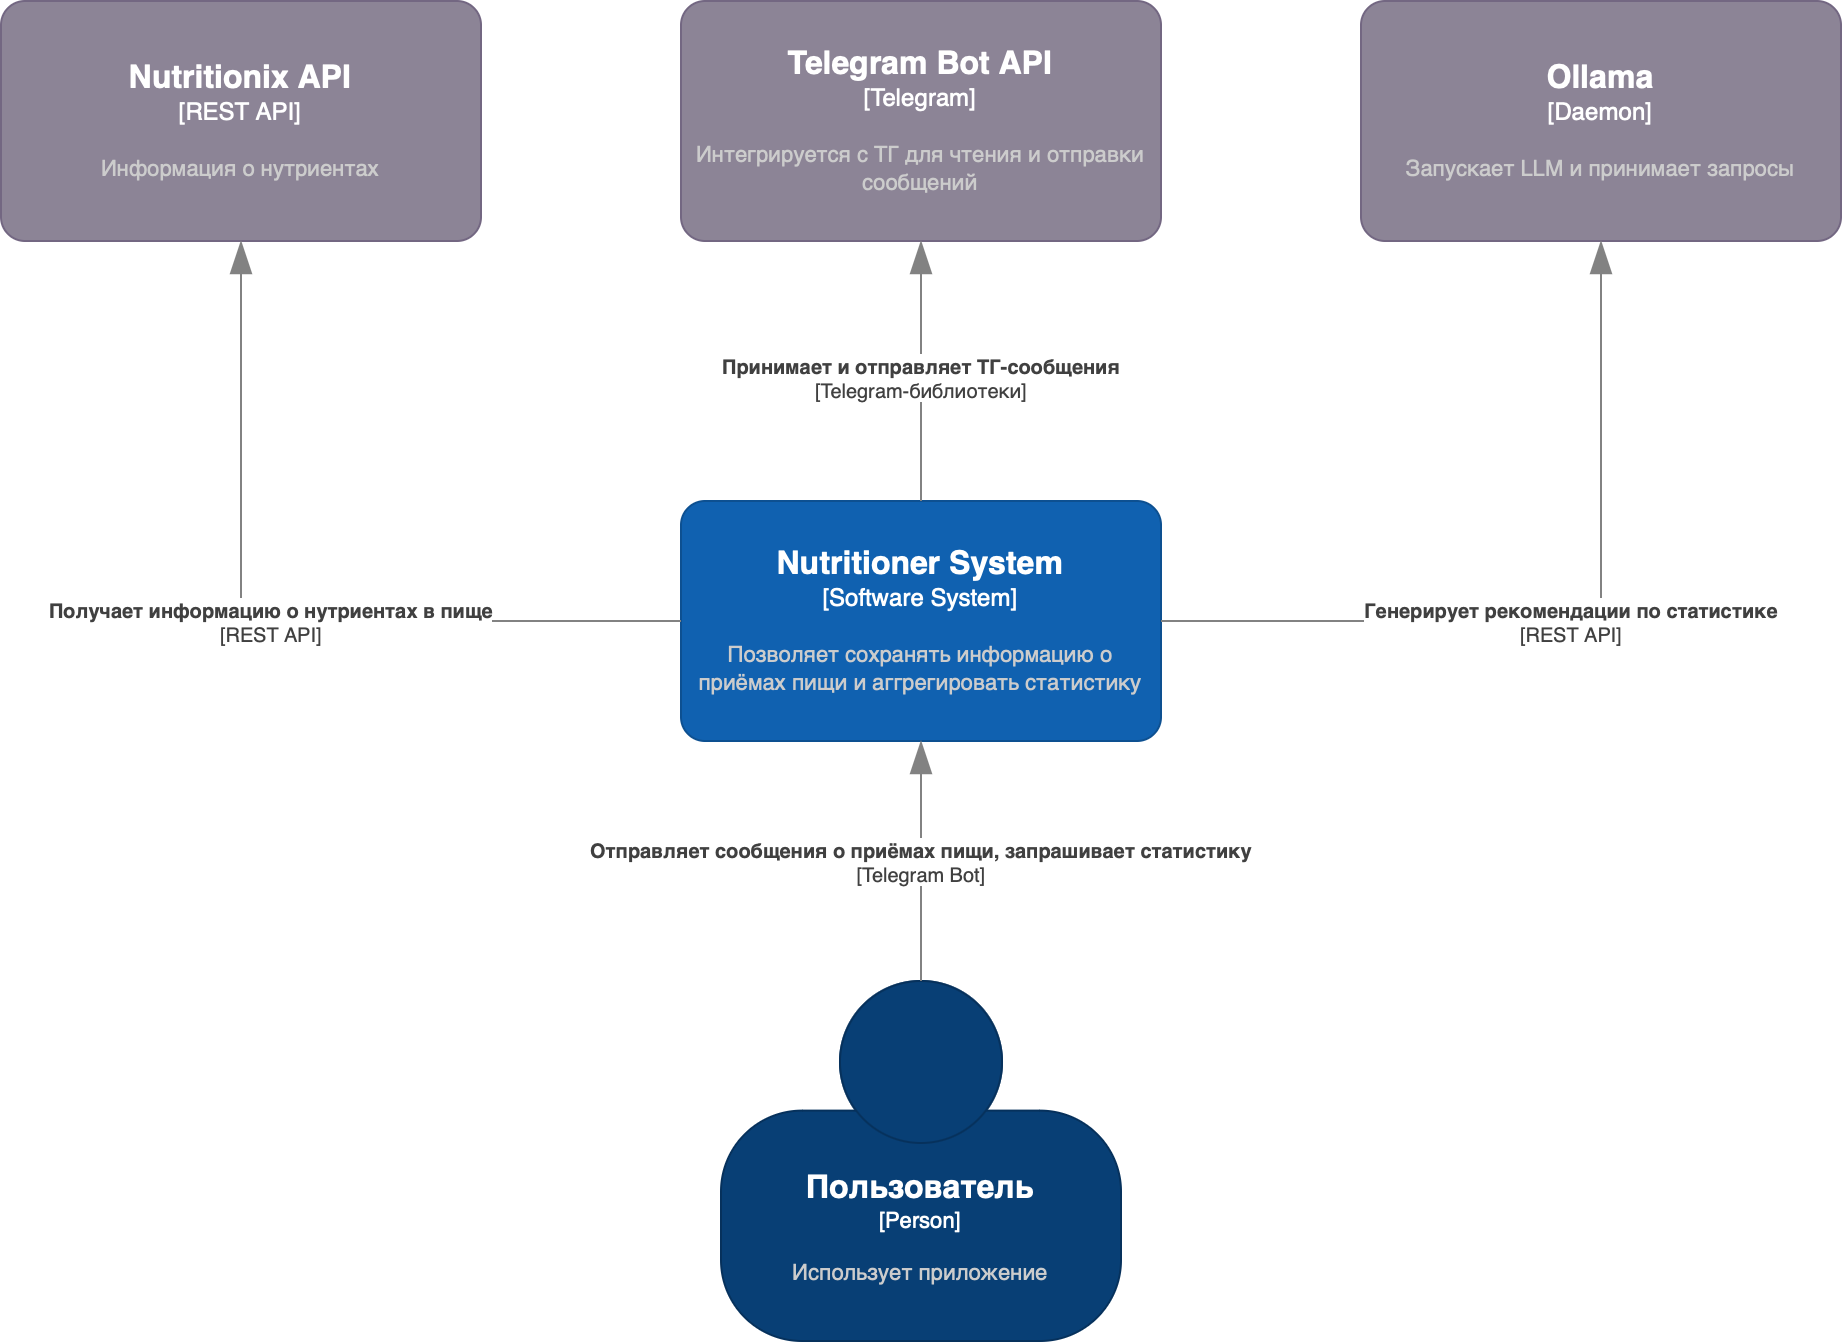 Nutritionix API
[REST API]
Информация о нутриентах
Telegram Bot API
[Telegram]
Интегрируется с ТГ для чтения и отправки
сообщений
Ollama
[Daemon]
Запускает LLM и принимает запросы
Принимает и отправляет ТГ-сообщения
[Telegram-библиотеки]
Получает информацию о нутриентах в пище
[REST API]
Nutritioner System
[Software System]
Позволяет сохранять информацию о
приёмах пищи и аггрегировать статистику
Генерирует рекомендации по статистике
[REST API]
Отправляет сообщения о приёмах пищи, запрашивает статистику
[Telegram Bot]
Пользователь
[Person]
Использует приложение